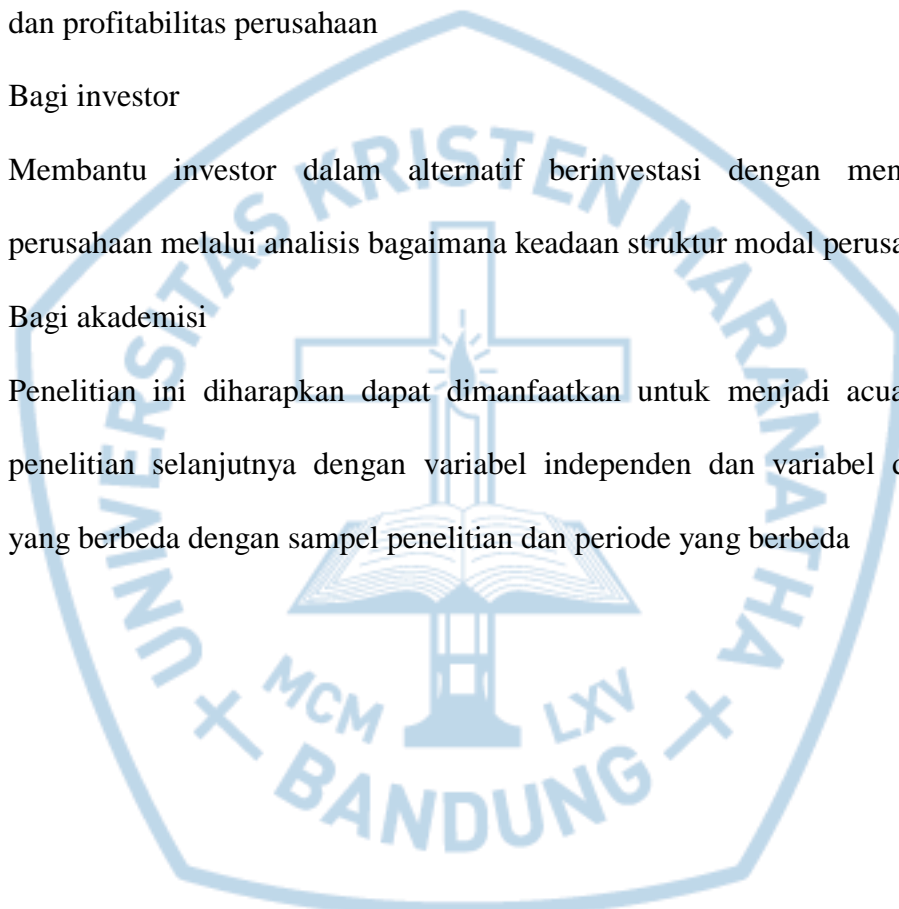 dan profitabilitas perusahaan
Bagi investor
Membantu investor dalam alternatif berinvestasi dengan men
perusahaan melalui analisis bagaimana keadaan struktur modal perusa
Bagi akademisi
Penelitian ini diharapkan dapat dimanfaatkan untuk menjadi acua
penelitian selanjutnya dengan variabel independen dan variabel d
yang berbeda dengan sampel penelitian dan periode yang berbeda
UNIVERSITAS KRISTEN MARANATHA
MCM LXV
BANDUNG